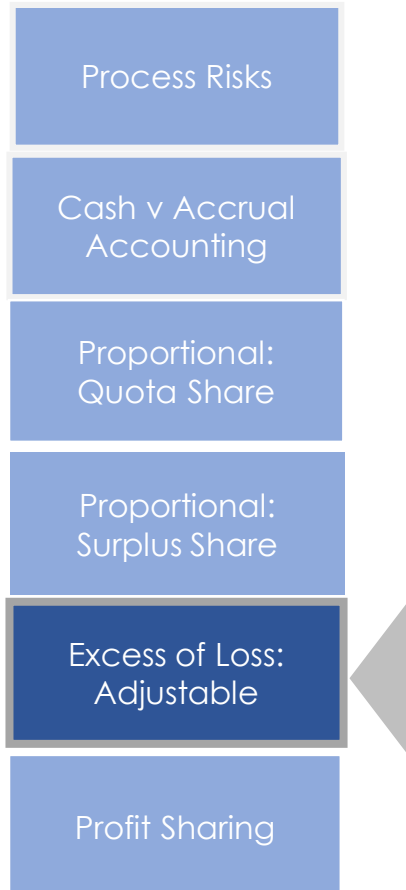 Process Risks
Cash v Accrual
Accounting
Proportional:
Quota Share
Proportional:
Surplus Share
Excess of Loss:
Adjustable
Profit Sharing